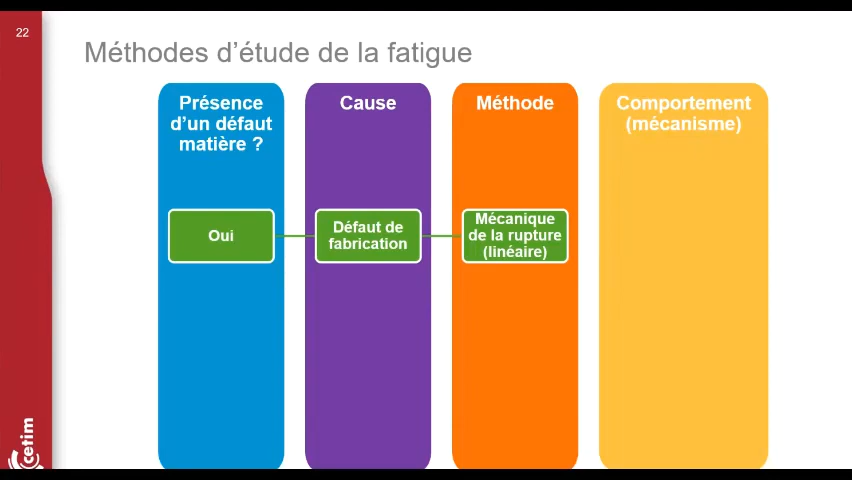 22
Méthodes d’étude de la fatigue
Présence
d’un défaut
matière ?
Cause
Méthode
Comportement
(mécanisme)
Oui
Défaut de
fabrication
Mécanique
de la rupture
(linéaire)
cetim